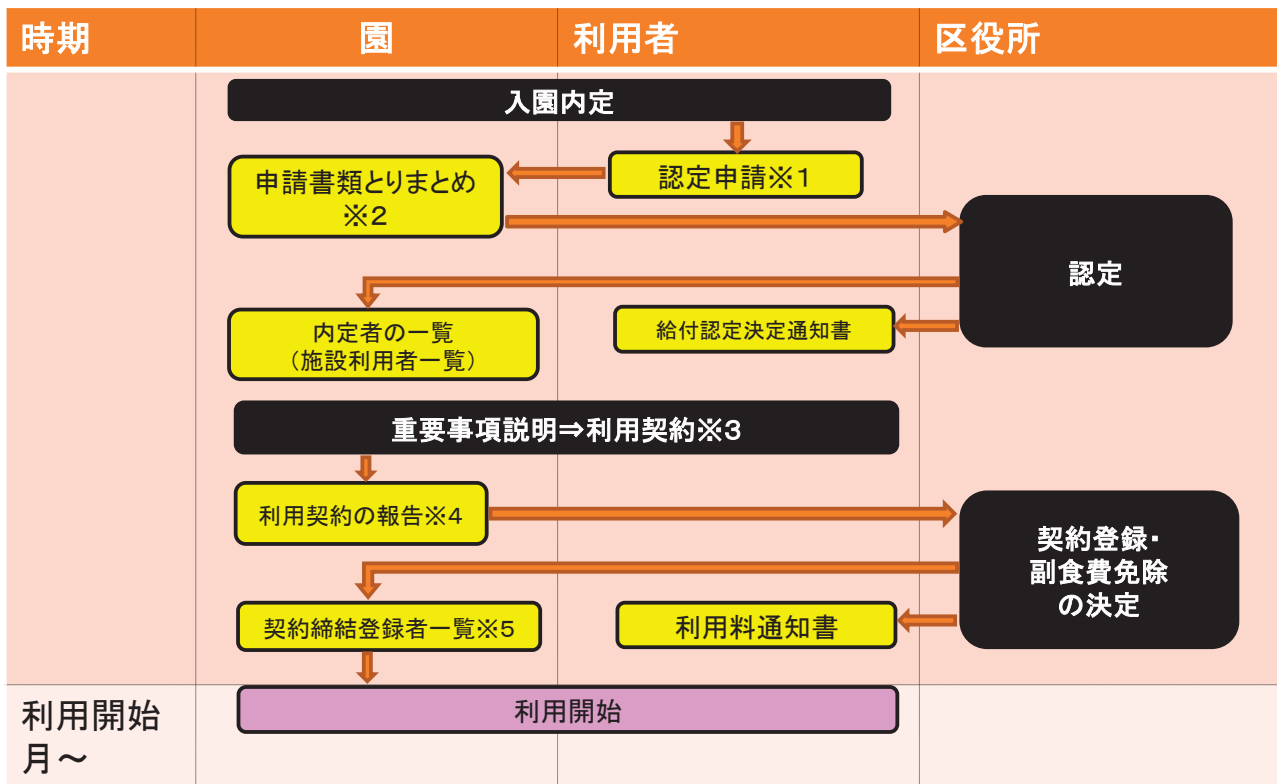 時期
園
利用者
区役所
入園内定
認定申請※1
申請書類とりまとめ
※2
認定
内定者の一覧
（施設利用者一覧）
給付認定決定通知書
重要事項説明⇒利用契約※3
利用契約の報告※4
契約登録・
副食費免除
の決定
契約締結登録者一覧※5
利用料通知書
利用開始
月～
利用開始